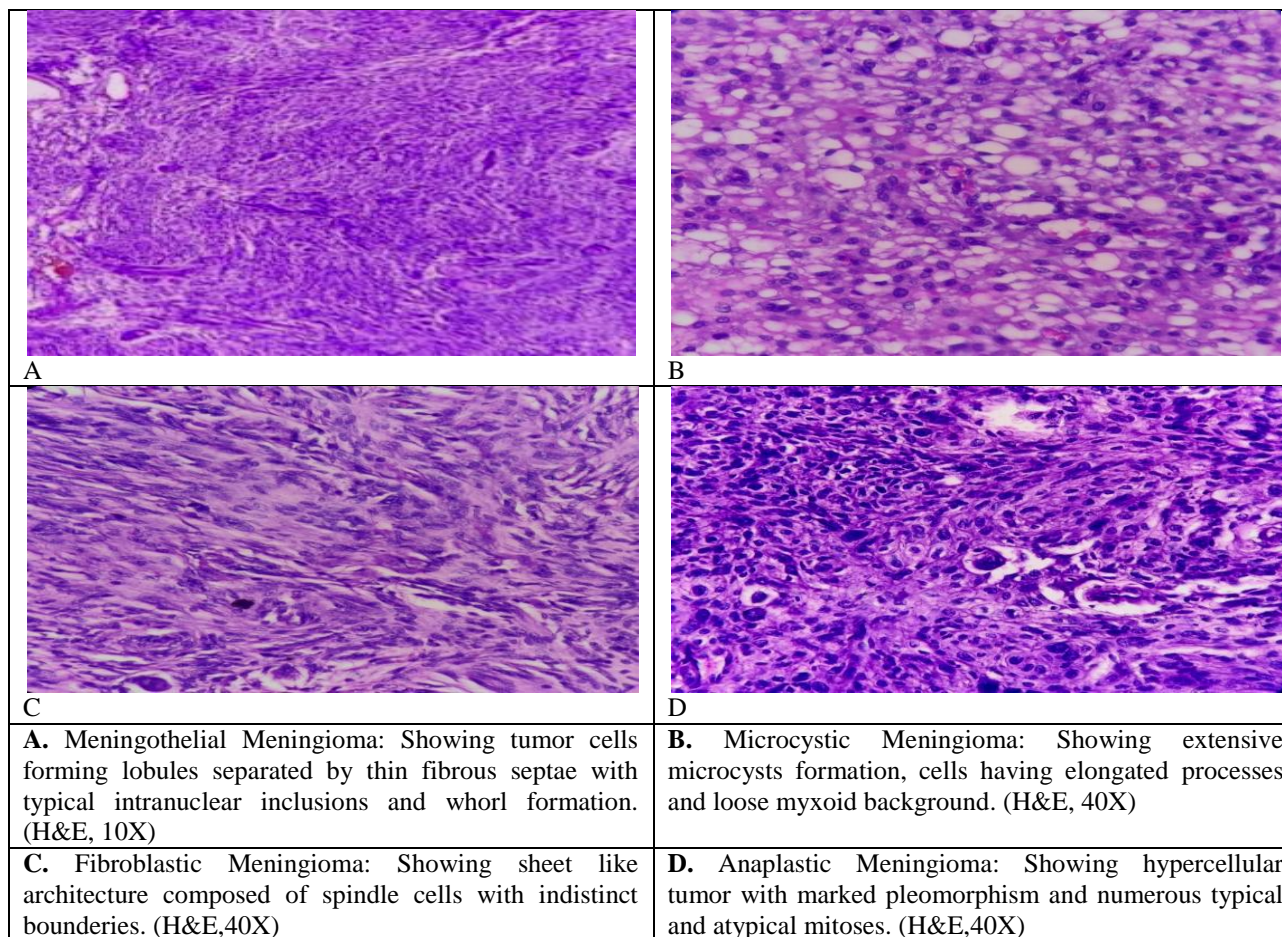 A
B
C
D
A. Meningothelial Meningioma: Showing tumor cells
forming lobules separated by thin fibrous septae with
typical intranuclear inclusions and whorl formation.
(H&E, 10X)
B. Microcystic Meningioma: Showing extensive
microcysts formation, cells having elongated processes
and loose myxoid background. (H&E, 40X)
C. Fibroblastic Meningioma: Showing sheet like
architecture composed of spindle cells with indistinct
bounderies. (H&E,40X)
D. Anaplastic Meningioma: Showing hypercellular
tumor with marked pleomorphism and numerous typical
and atypical mitoses. (H&E,40X)